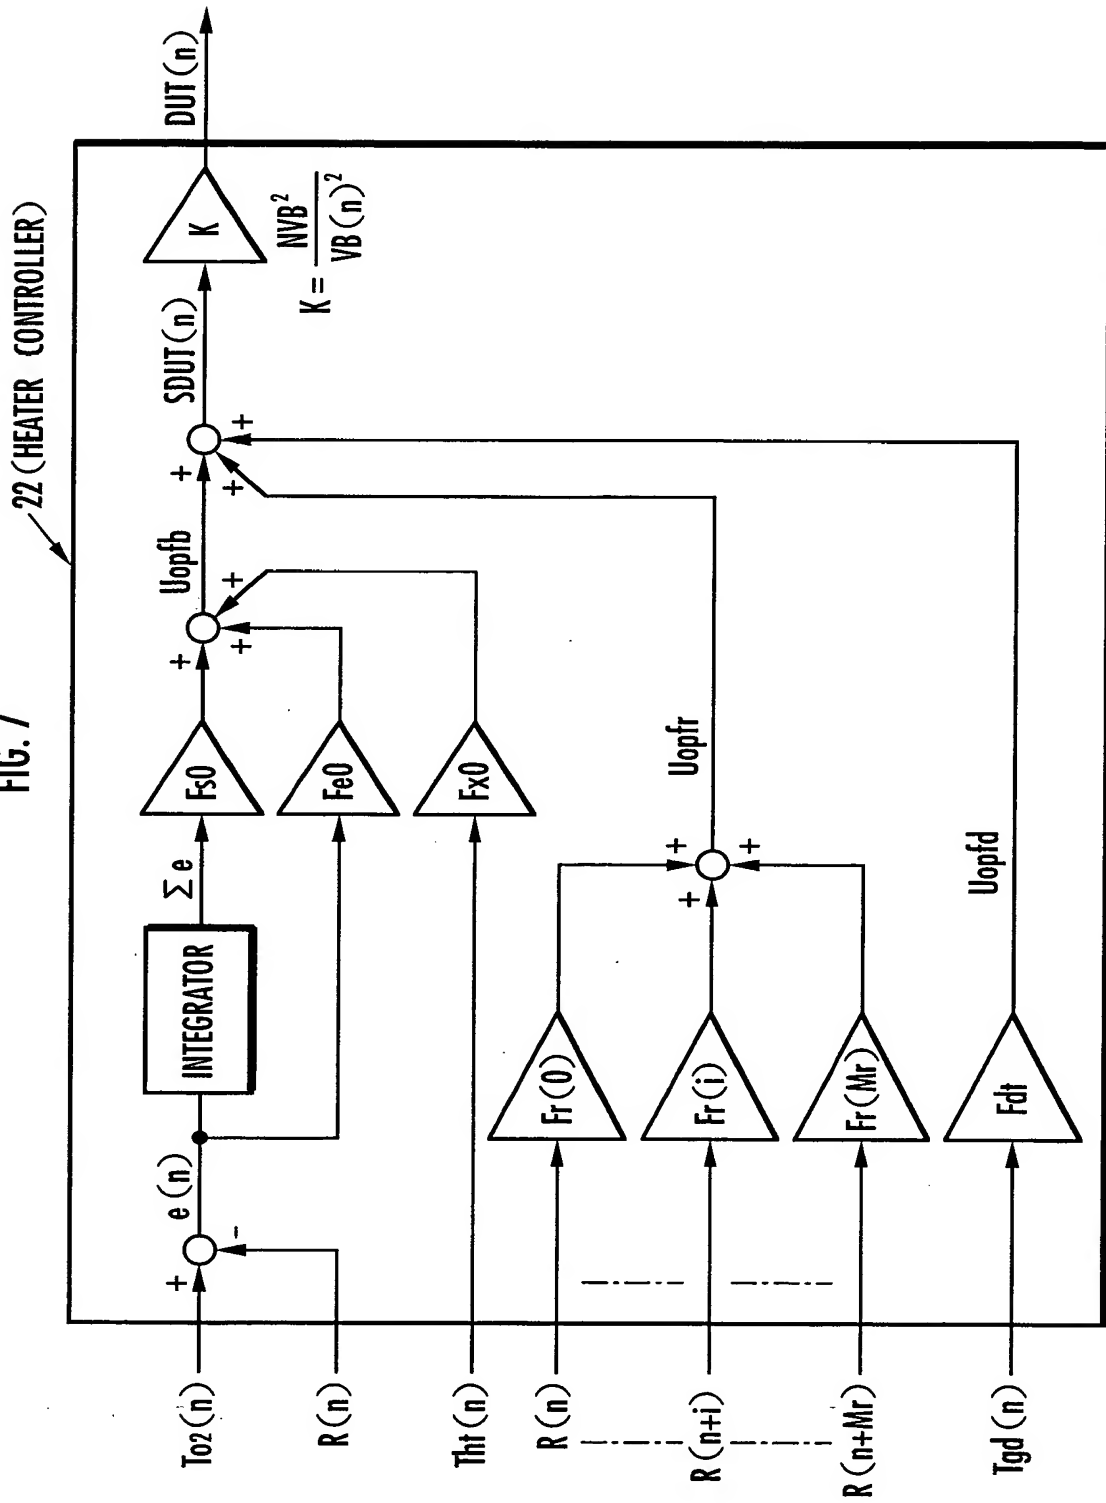 FIG. 7
22 (HEATER CONTROLLER)
To2(n)
+
-
e(n)
INTEGRATOR
Σe
Fs0
+
Uopfb
+
SDUT(n)
K
DUT(n)
K = NVB² / VB(n)²
R(n)
Fe0
+
Tht(n)
Fx0
+
R(n)
Fr(0)
+
R(n+i)
Fr(i)
+
Uopfr
+
R(n+Mr)
Fr(Mr)
+
Tgd(n)
Fdt
Uopfd
+